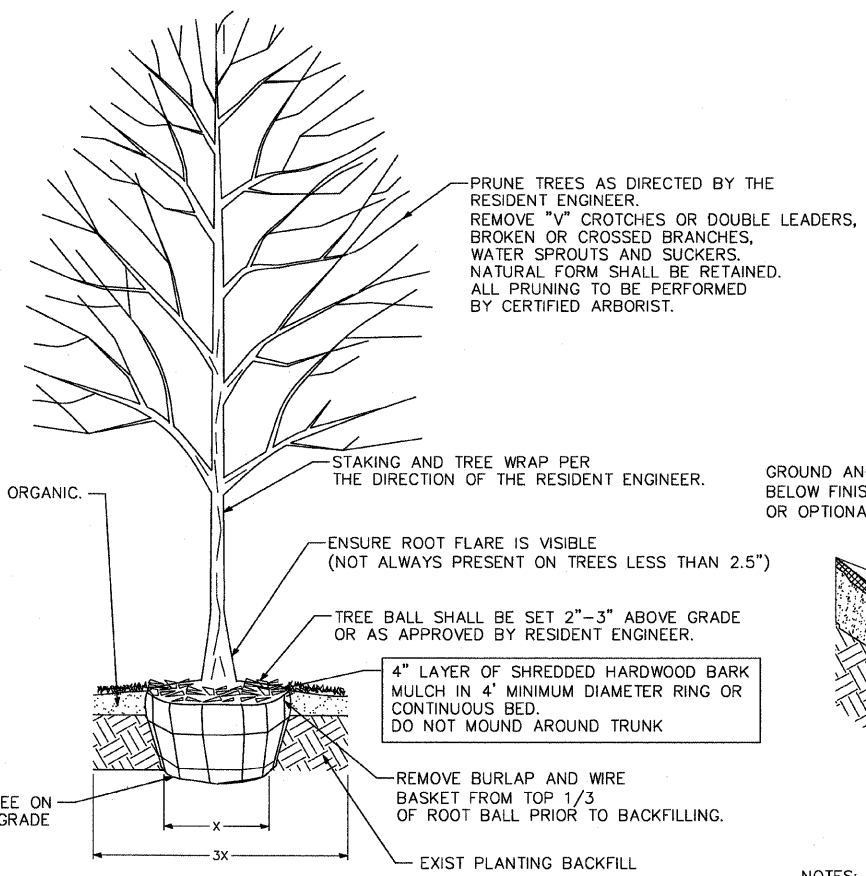 PRUNE TREES AS DIRECTED BY THE
RESIDENT ENGINEER.
REMOVE "V" CROTCHES OR DOUBLE LEADERS,
BROKEN OR CROSSED BRANCHES,
WATER SPROUTS AND SUCKERS.
NATURAL FORM SHALL BE RETAINED.
ALL PRUNING TO BE PERFORMED
BY CERTIFIED ARBORIST.
STAKING AND TREE WRAP PER
THE DIRECTION OF THE RESIDENT ENGINEER.
ORGANIC.
GROUND
BELOW
OR
ENSURE ROOT FLARE IS VISIBLE
(NOT ALWAYS PRESENT ON TREES LESS THAN 2.5")
TREE BALL SHALL BE SET 2"-3" ABOVE GRADE
OR AS APPROVED BY RESIDENT ENGINEER.
4" LAYER OF SHREDDED HARDWOOD BARK
MULCH IN 4' MINIMUM DIAMETER RING OR
CONTINUOUS BED.
DO NOT MOUND AROUND TRUNK
REMOVE BURLAP AND WIRE
BASKET FROM TOP 1/3
OF ROOT BALL PRIOR TO BACKFILLING.
ON
GRADE
X
3X
EXIST PLANTING BACKFILL
NOTES: